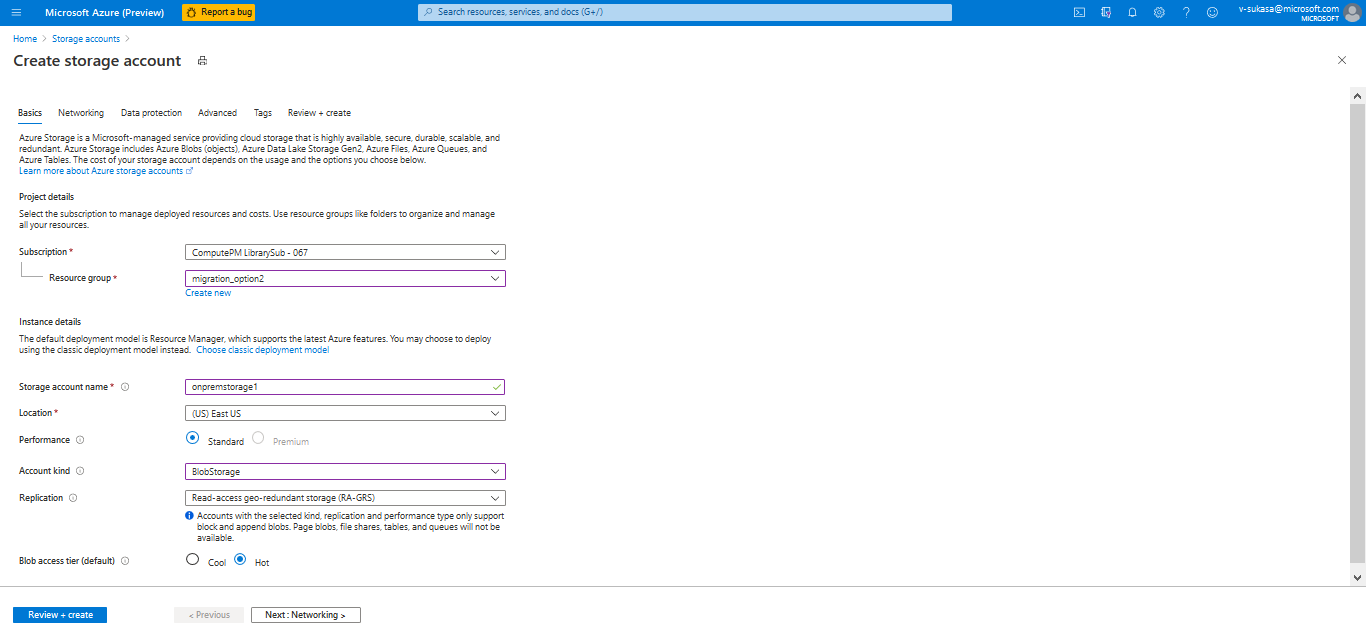 Microsoft Azure (Preview)
Report a bug
Search resources, services, and docs (G+/)
v-sukasa@microsoft.com
MICROSOFT
Home > Storage accounts >
Create storage account
Basics Networking Data protection Advanced Tags Review + create
Azure Storage is a Microsoft-managed service providing cloud storage that is highly available, secure, durable, scalable, and
redundant. Azure Storage includes Azure Blobs (objects), Azure Data Lake Storage Gen2, Azure Files, Azure Queues, and
Azure Tables. The cost of your storage account depends on the usage and the options you choose below.
Learn more about Azure storage accounts
Project details
Select the subscription to manage deployed resources and costs. Use resource groups like folders to organize and manage
all your resources.
Subscription *
ComputePM LibrarySub - 067
Resource group *
migration_option2
Create new
Instance details
The default deployment model is Resource Manager, which supports the latest Azure features. You may choose to deploy
using the classic deployment model instead. Choose classic deployment model
Storage account name *
onpremstorage1
Location *
(US) East US
Performance
Standard Premium
Account kind
BlobStorage
Replication
Read-access geo-redundant storage (RA-GRS)
Accounts with the selected kind, replication and performance type only support
block and append blobs. Page blobs, file shares, tables, and queues will not be
available.
Blob access tier (default)
Cool Hot
Review + create
< Previous
Next : Networking >